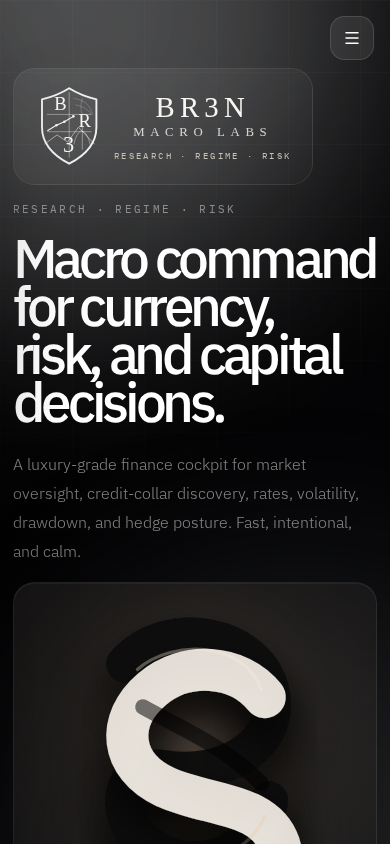 B
R
3
BR3N
MACRO LABS
RESEARCH · REGIME · RISK
RESEARCH · REGIME · RISK
Macro command
for currency,
risk, and capital
decisions.
A luxury-grade finance cockpit for market
oversight, credit-collar discovery, rates, volatility,
drawdown, and hedge posture. Fast, intentional,
and calm.